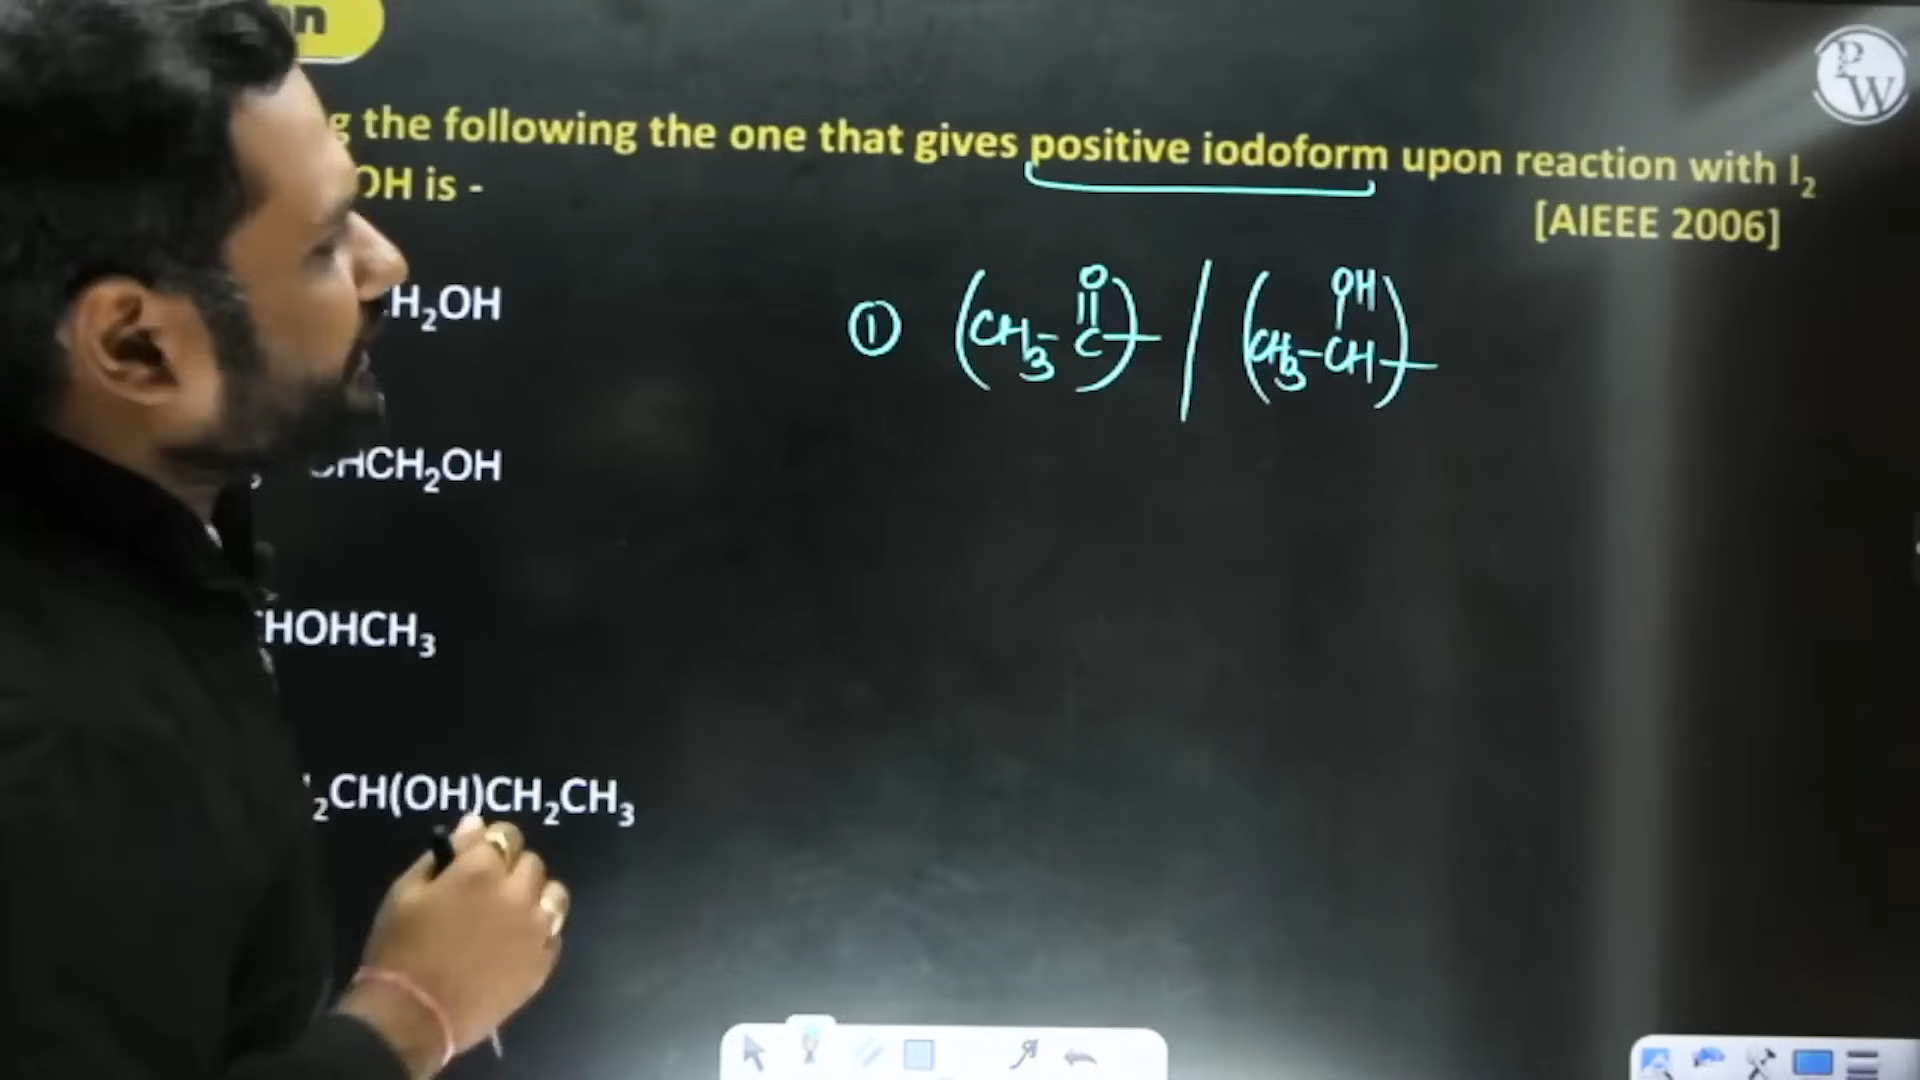 the following the one that gives positive iodoform upon reaction with I₂
OH is -
[AIEEE 2006]
PW
① (CH₃-C=O)- / (CH₃-CH-OH)-
H₂OH
HCH₂OH
HOHCH₃
₂CH(OH)CH₂CH₃